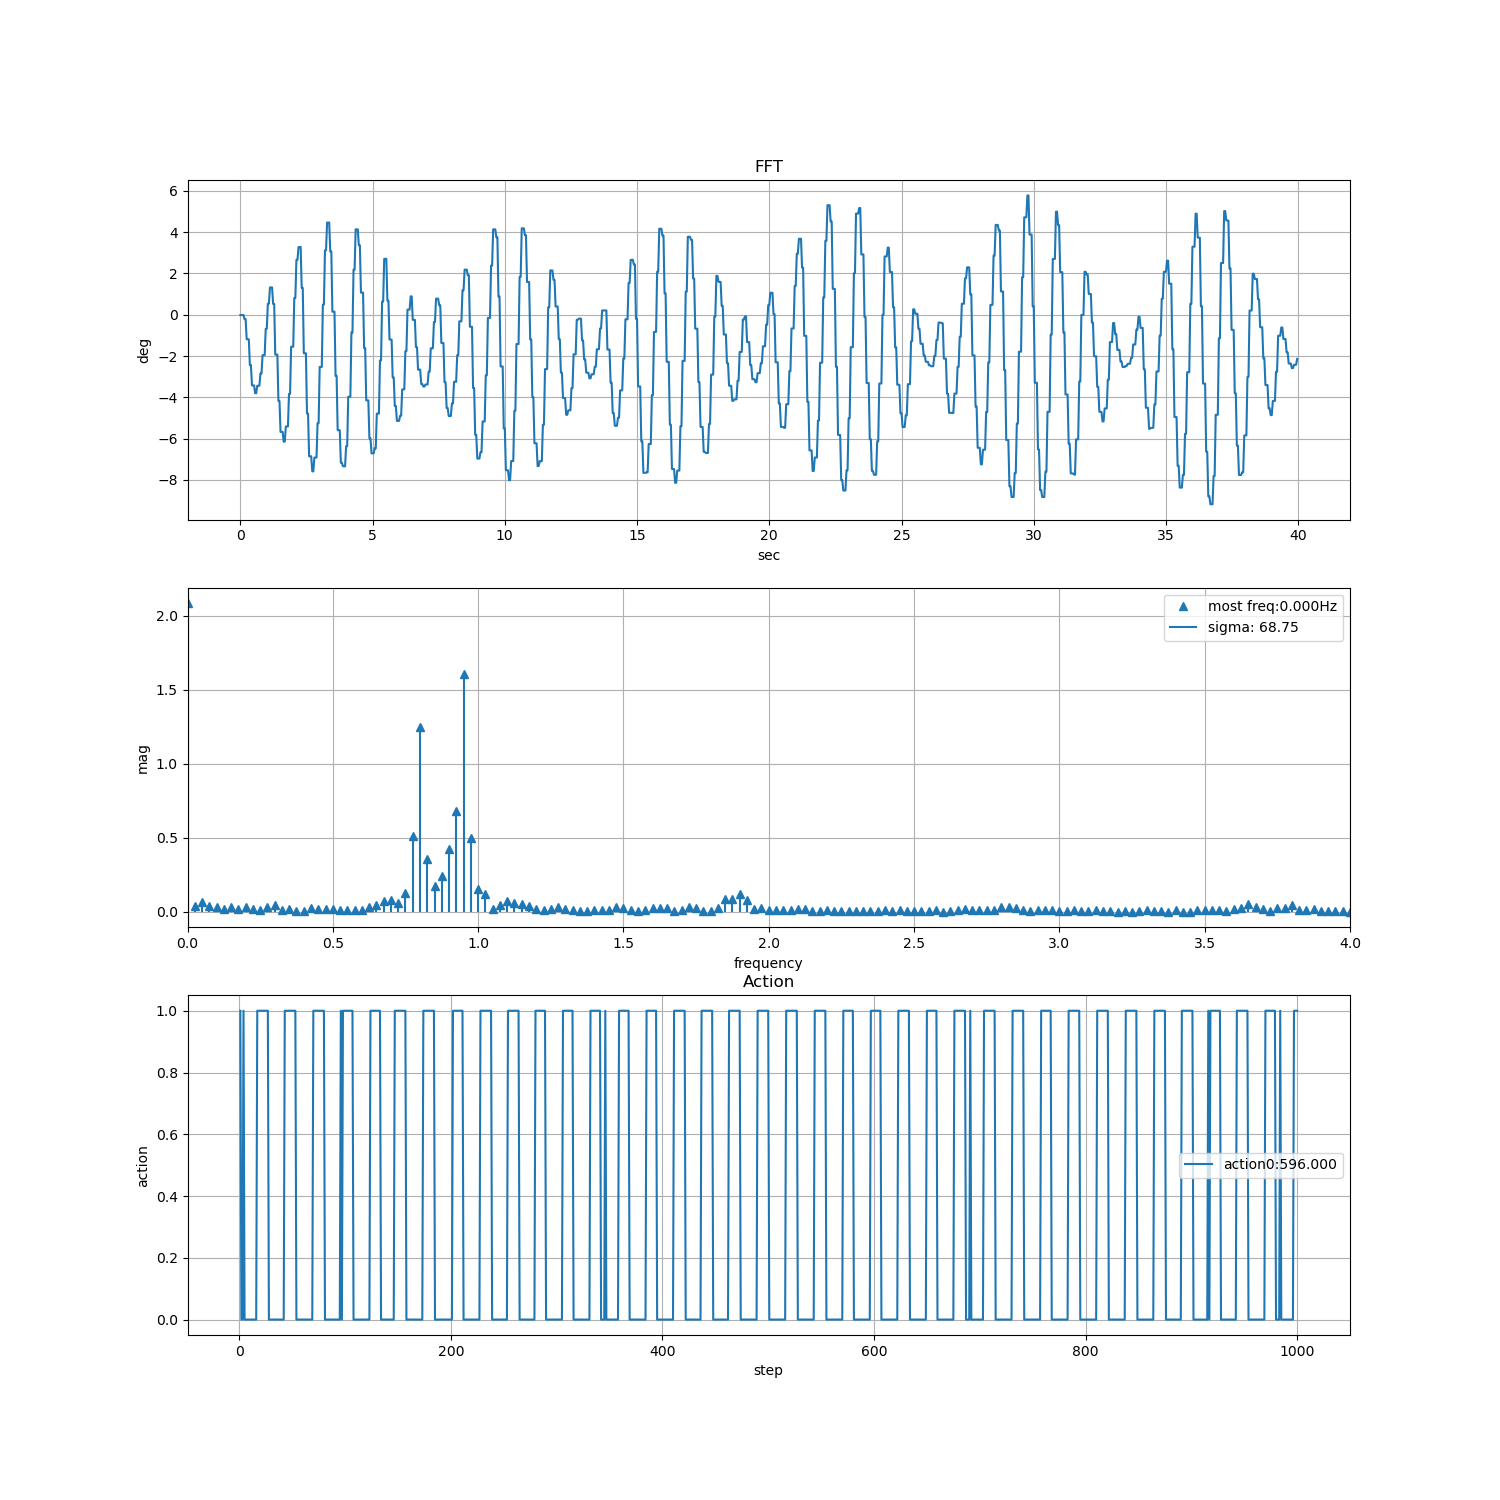 FFT
6
4
2
0
−2
−4
−6
−8
deg
0 5 10 15 20 25 30 35 40
sec
2.0
1.5
1.0
0.5
0.0
mag
most freq:0.000Hz
sigma: 68.75
0.0 0.5 1.0 1.5 2.0 2.5 3.0 3.5 4.0
frequency
Action
1.0
0.8
0.6
0.4
0.2
0.0
action
action0:596.000
0 200 400 600 800 1000
step